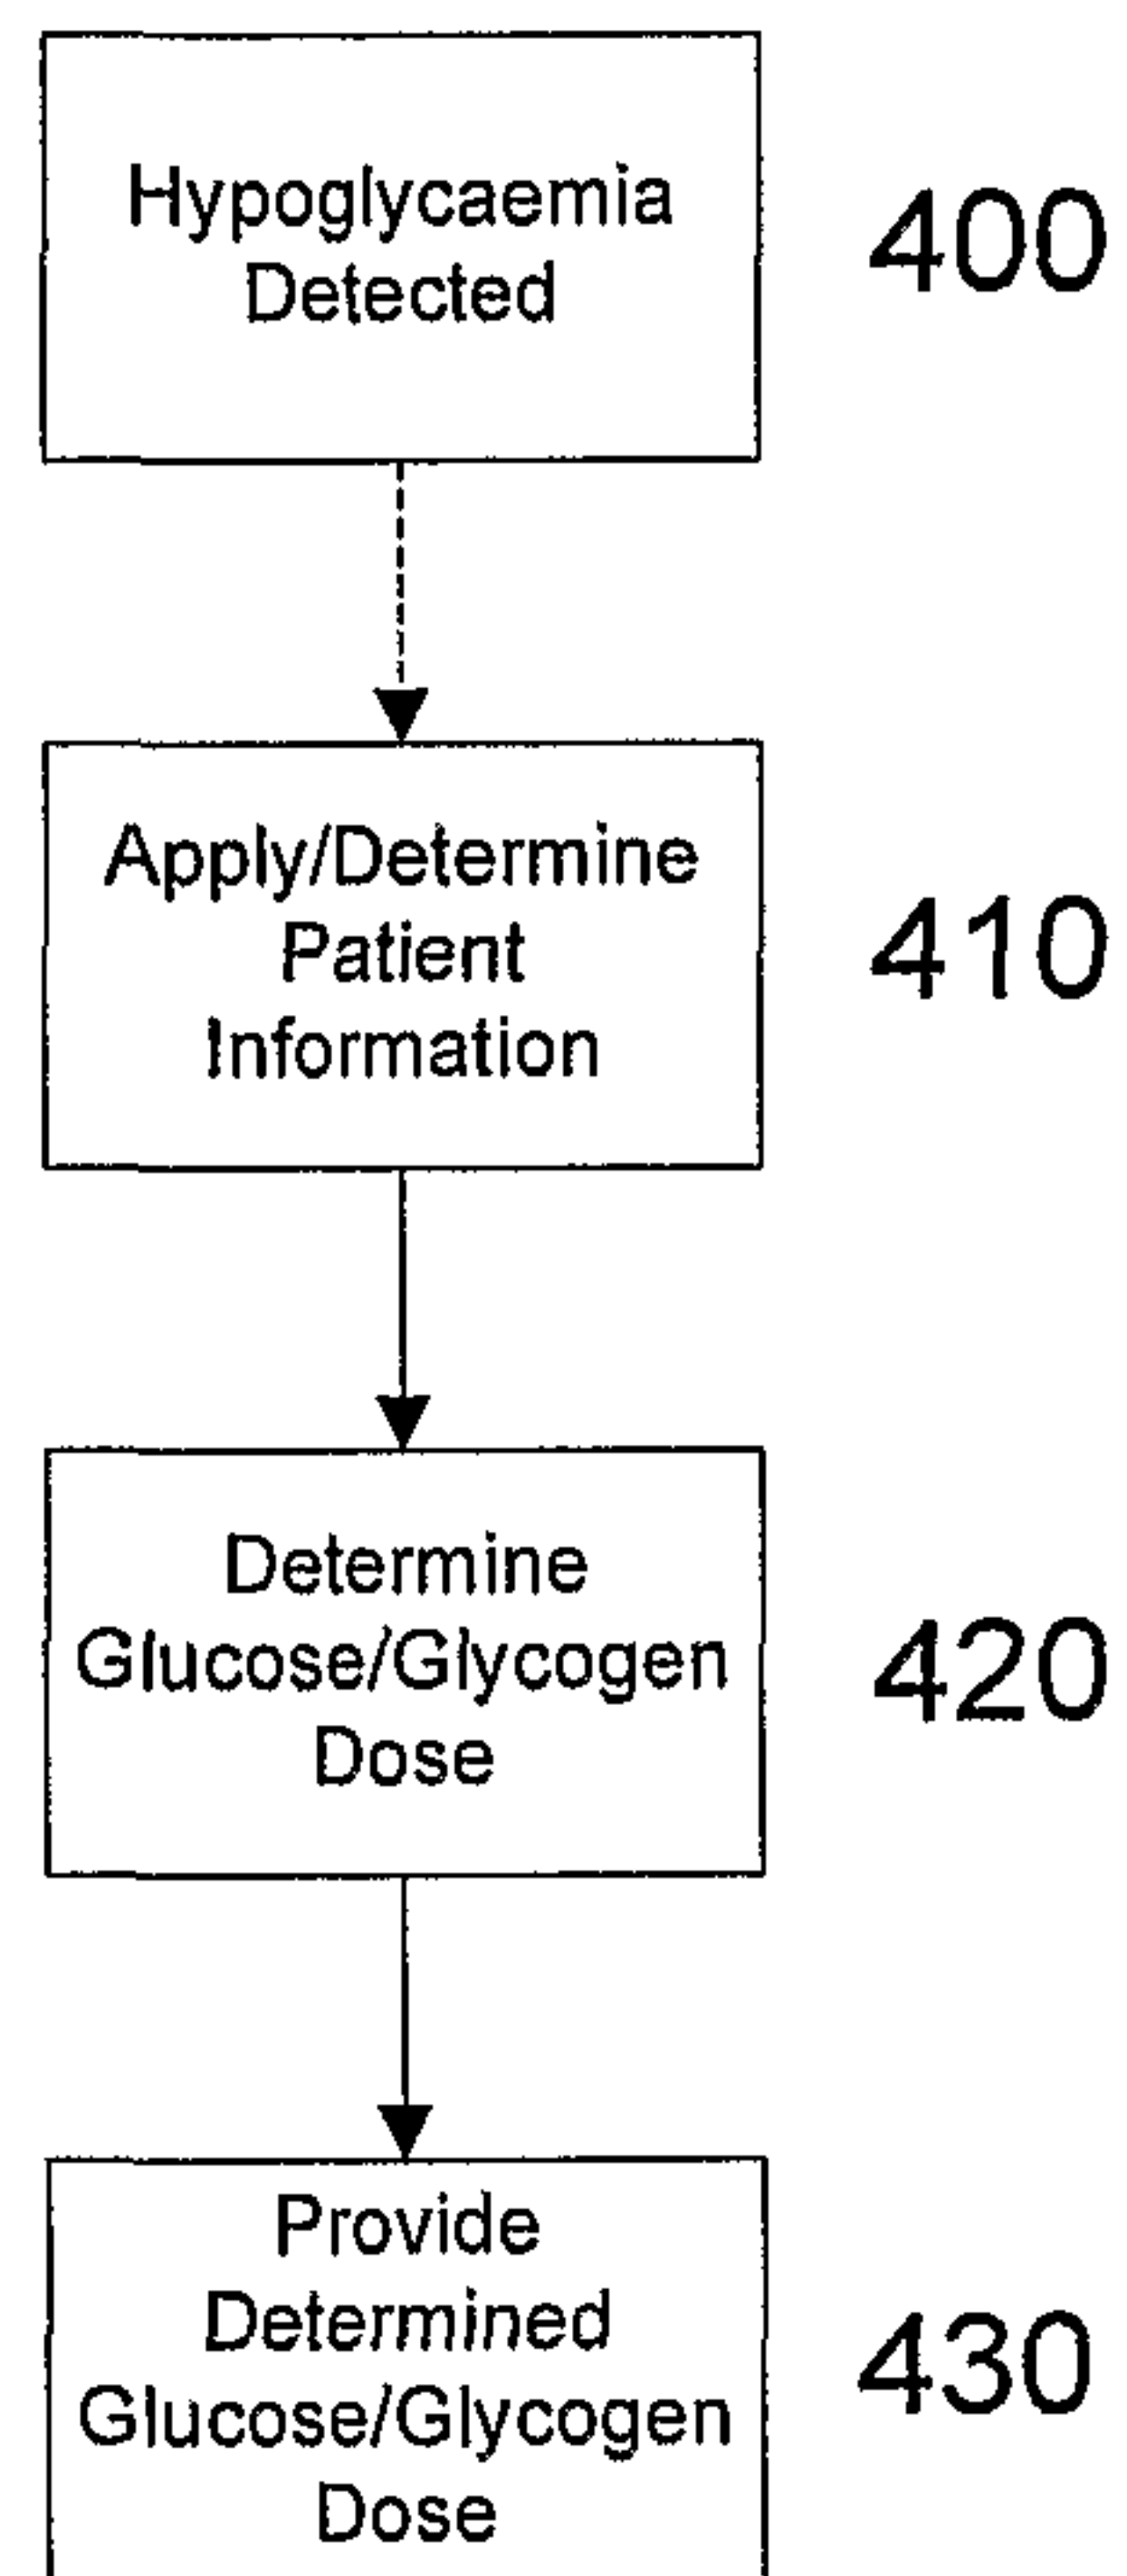 Hypoglycaemia
Detected
400
Apply/Determine
Patient
Information
410
Determine
Glucose/Glycogen
Dose
420
Provide
Determined
Glucose/Glycogen
Dose
430